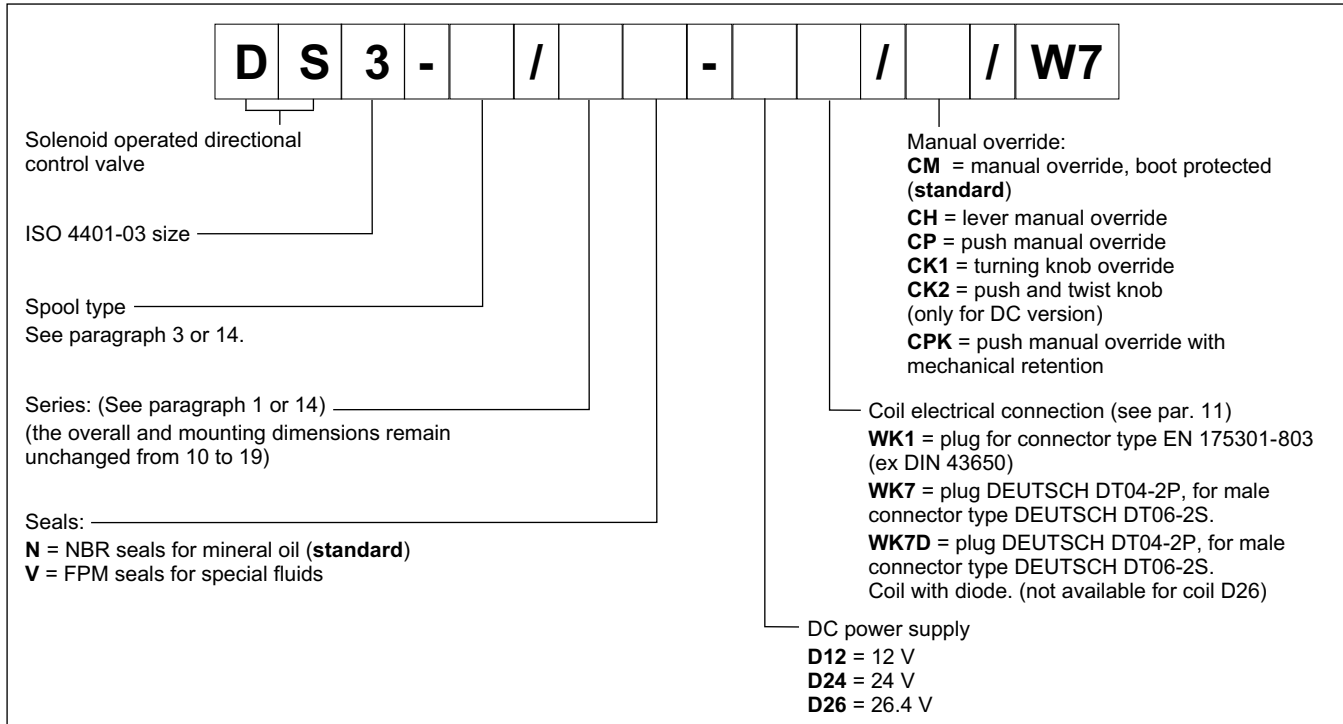 D S 3 - / - / / W7
Solenoid operated directional
control valve
ISO 4401-03 size
Spool type
See paragraph 3 or 14.
Series: (See paragraph 1 or 14)
(the overall and mounting dimensions remain
unchanged from 10 to 19)
Seals:
N = NBR seals for mineral oil (standard)
V = FPM seals for special fluids
Manual override:
CM = manual override, boot protected
(standard)
CH = lever manual override
CP = push manual override
CK1 = turning knob override
CK2 = push and twist knob
(only for DC version)
CPK = push manual override with
mechanical retention
Coil electrical connection (see par. 11)
WK1 = plug for connector type EN 175301-803
(ex DIN 43650)
WK7 = plug DEUTSCH DT04-2P, for male
connector type DEUTSCH DT06-2S.
WK7D = plug DEUTSCH DT04-2P, for male
connector type DEUTSCH DT06-2S.
Coil with diode. (not available for coil D26)
DC power supply
D12 = 12 V
D24 = 24 V
D26 = 26.4 V